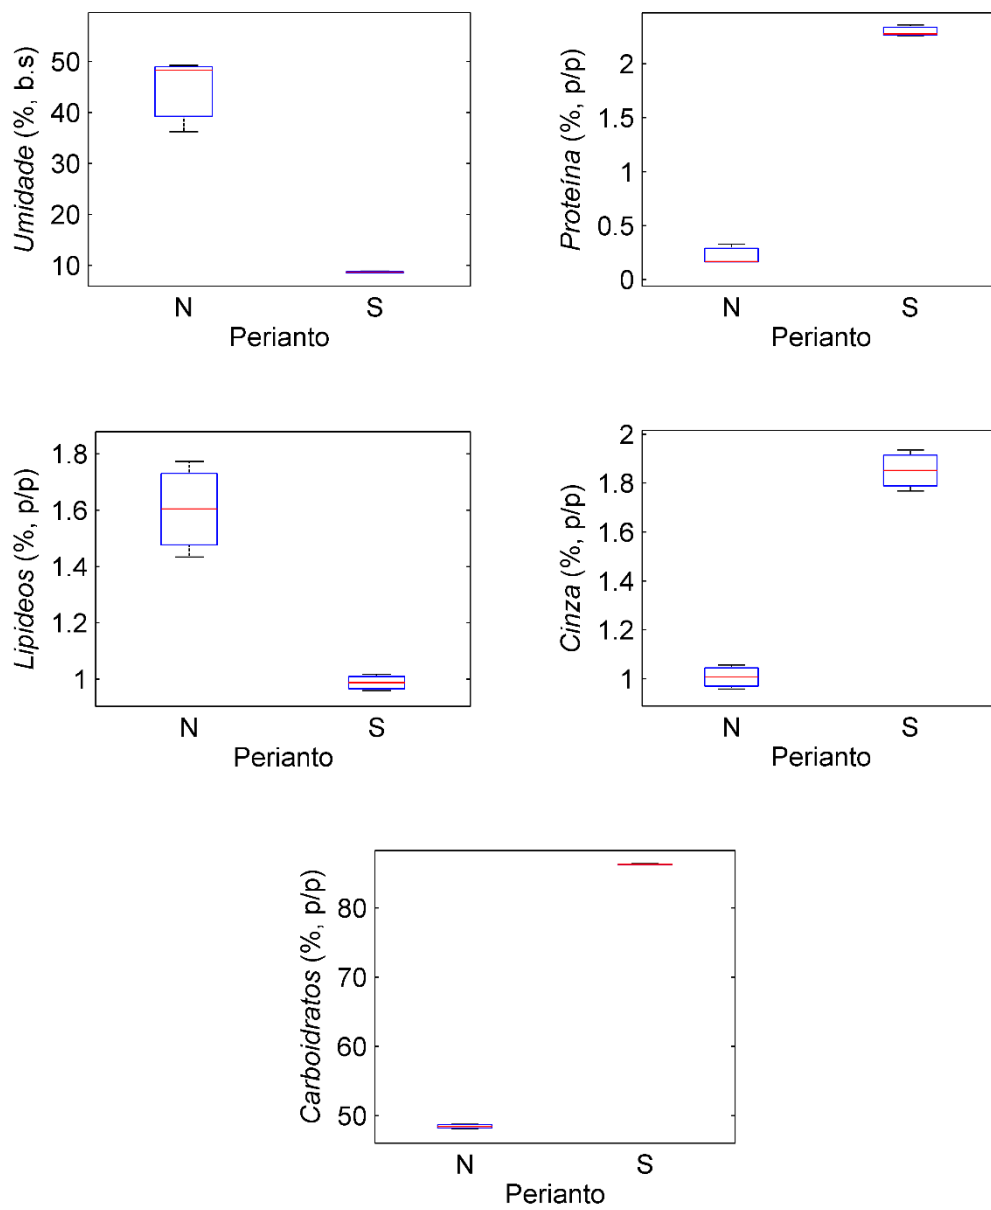 Umidade (%, b.s)
50
40
30
20
10
N S
Perianto
Proteína (%, p/p)
2
1.5
1
0.5
0
N S
Perianto
Lipideos (%, p/p)
1.8
1.6
1.4
1.2
1
N S
Perianto
Cinza (%, p/p)
2
1.8
1.6
1.4
1.2
1
N S
Perianto
Carboidratos (%, p/p)
80
70
60
50
N S
Perianto